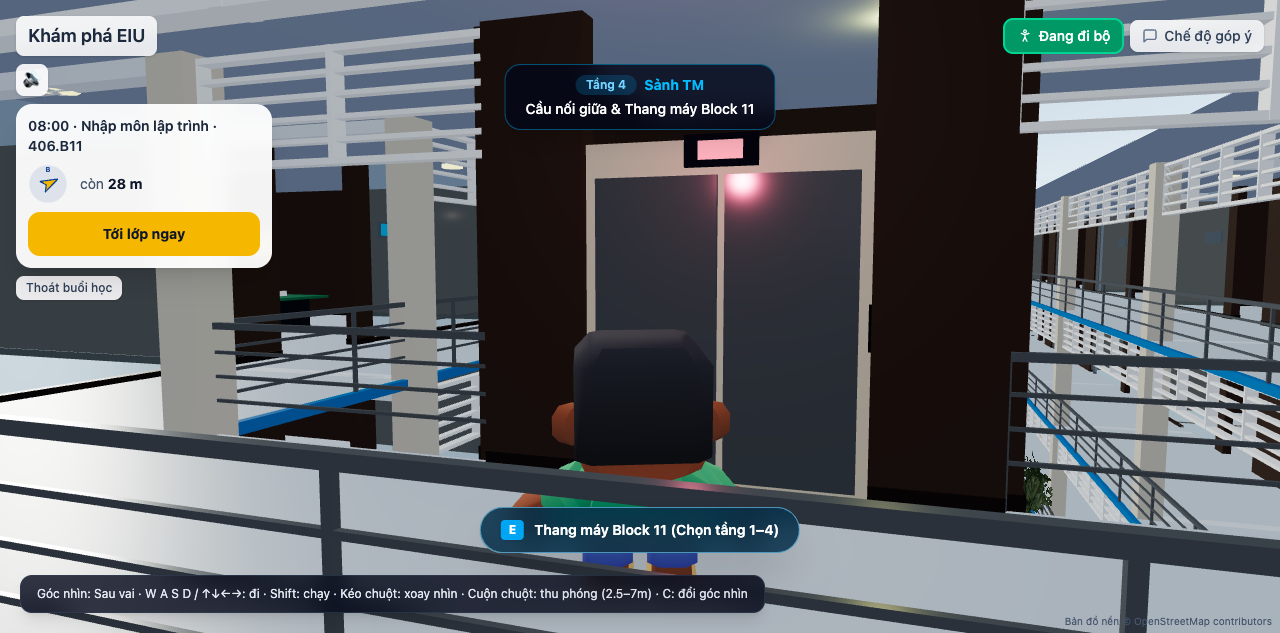 Khám phá EIU
Đang đi bộ
Chế độ góp ý
Tầng 4 Sảnh TM
Cầu nối giữa & Thang máy Block 11
08:00 · Nhập môn lập trình ·
406.B11
B
còn 28 m
Tới lớp ngay
Thoát buổi học
E Thang máy Block 11 (Chọn tầng 1–4)
Góc nhìn: Sau vai · W A S D / ↑↓←→: đi · Shift: chạy · Kéo chuột: xoay nhìn · Cuộn chuột: thu phóng (2.5–7m) · C: đổi góc nhìn
Bản đồ nền © OpenStreetMap contributors